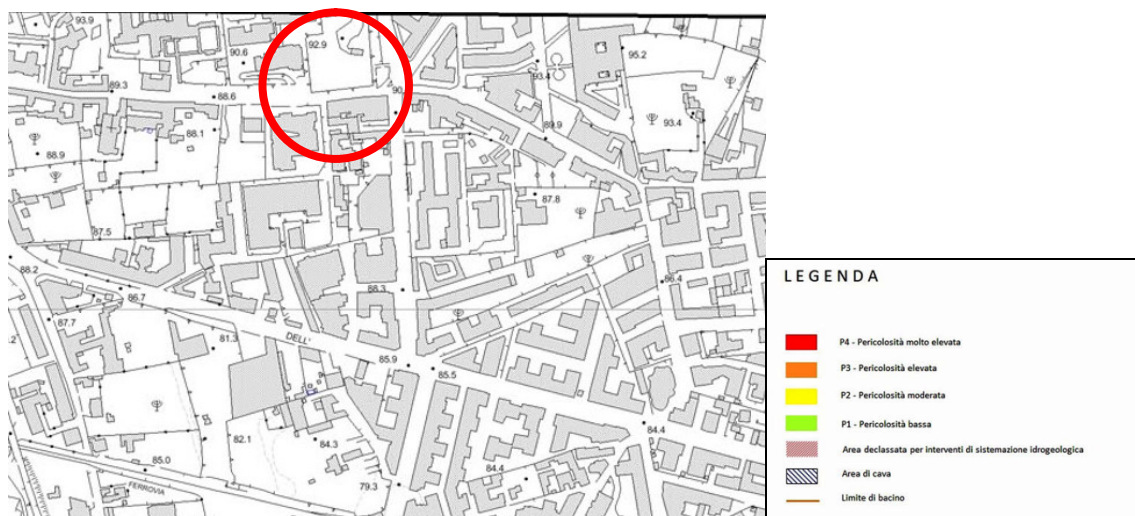 93.9
90.6
92.9
95.2
93.4
89.3
88.6
90.
88.1
89.9
93.4
88.9
87.8
87.5
88.2
86.7
88.3
86.4
87.7
.2
81.3
DELL'
85.9
85.5
82.1
84.3
84.4
85.0
79.3
84.4
FERROVIA
LEGENDA
P4 - Pericolosità molto elevata
P3 - Pericolosità elevata
P2 - Pericolosità moderata
P1 - Pericolosità bassa
Area declassata per interventi di sistemazione idrogeologica
Area di cava
Limite di bacino